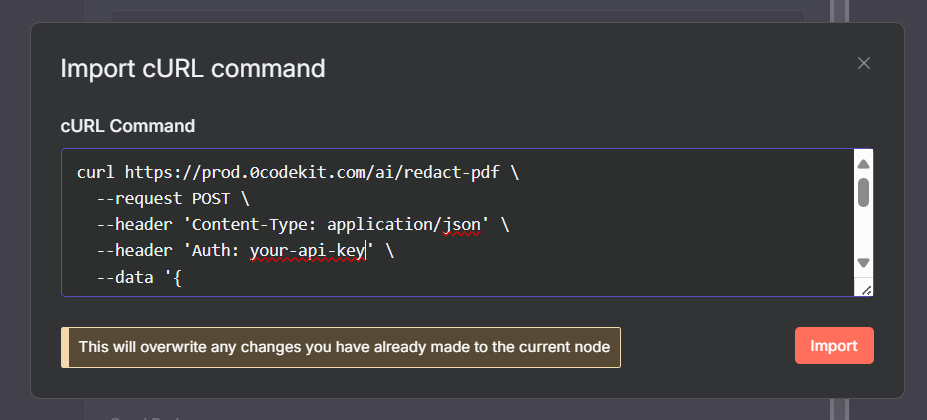 Import cURL command
cURL Command
curl https://prod.0codekit.com/ai/redact-pdf \
--request POST \
--header 'Content-Type: application/json' \
--header 'Auth: your-api-key' \
--data '{
This will overwrite any changes you have already made to the current node
Import